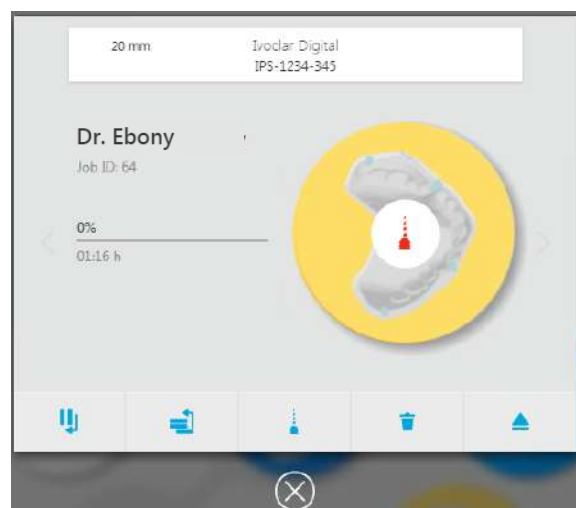 20 mm
Ivoclar Digital
IPS-1234-345
Dr. Ebony
Job ID: 64
0%
01:16 h